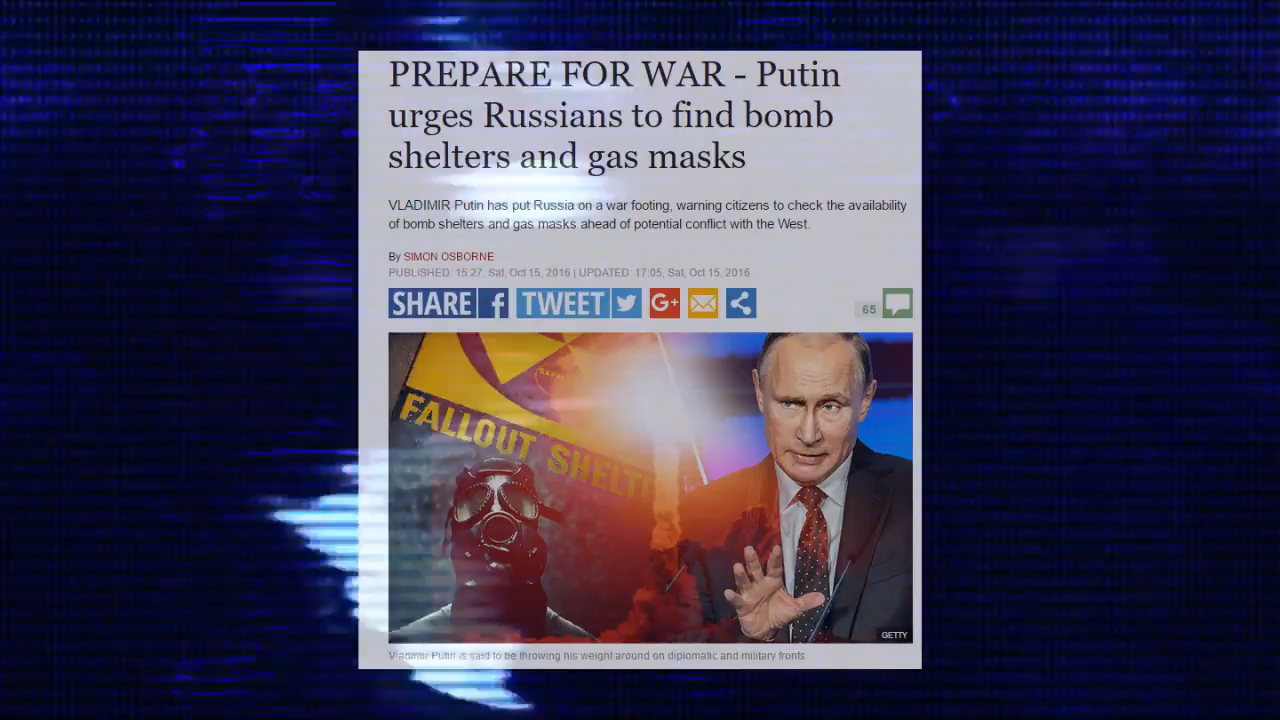 PREPARE FOR WAR - Putin
urges Russians to find bomb
shelters and gas masks
VLADIMIR Putin has put Russia on a war footing, warning citizens to check the availability
of bomb shelters and gas masks ahead of potential conflict with the West.
By SIMON OSBORNE
PUBLISHED: 15:27, Sat, Oct 15, 2016 | UPDATED: 17:05, Sat, Oct 15, 2016
SHARE f TWEET G+ 65
FALLOUT SHELT
GETTY
Vladimir Putin is said to be throwing his weight around on diplomatic and military fronts